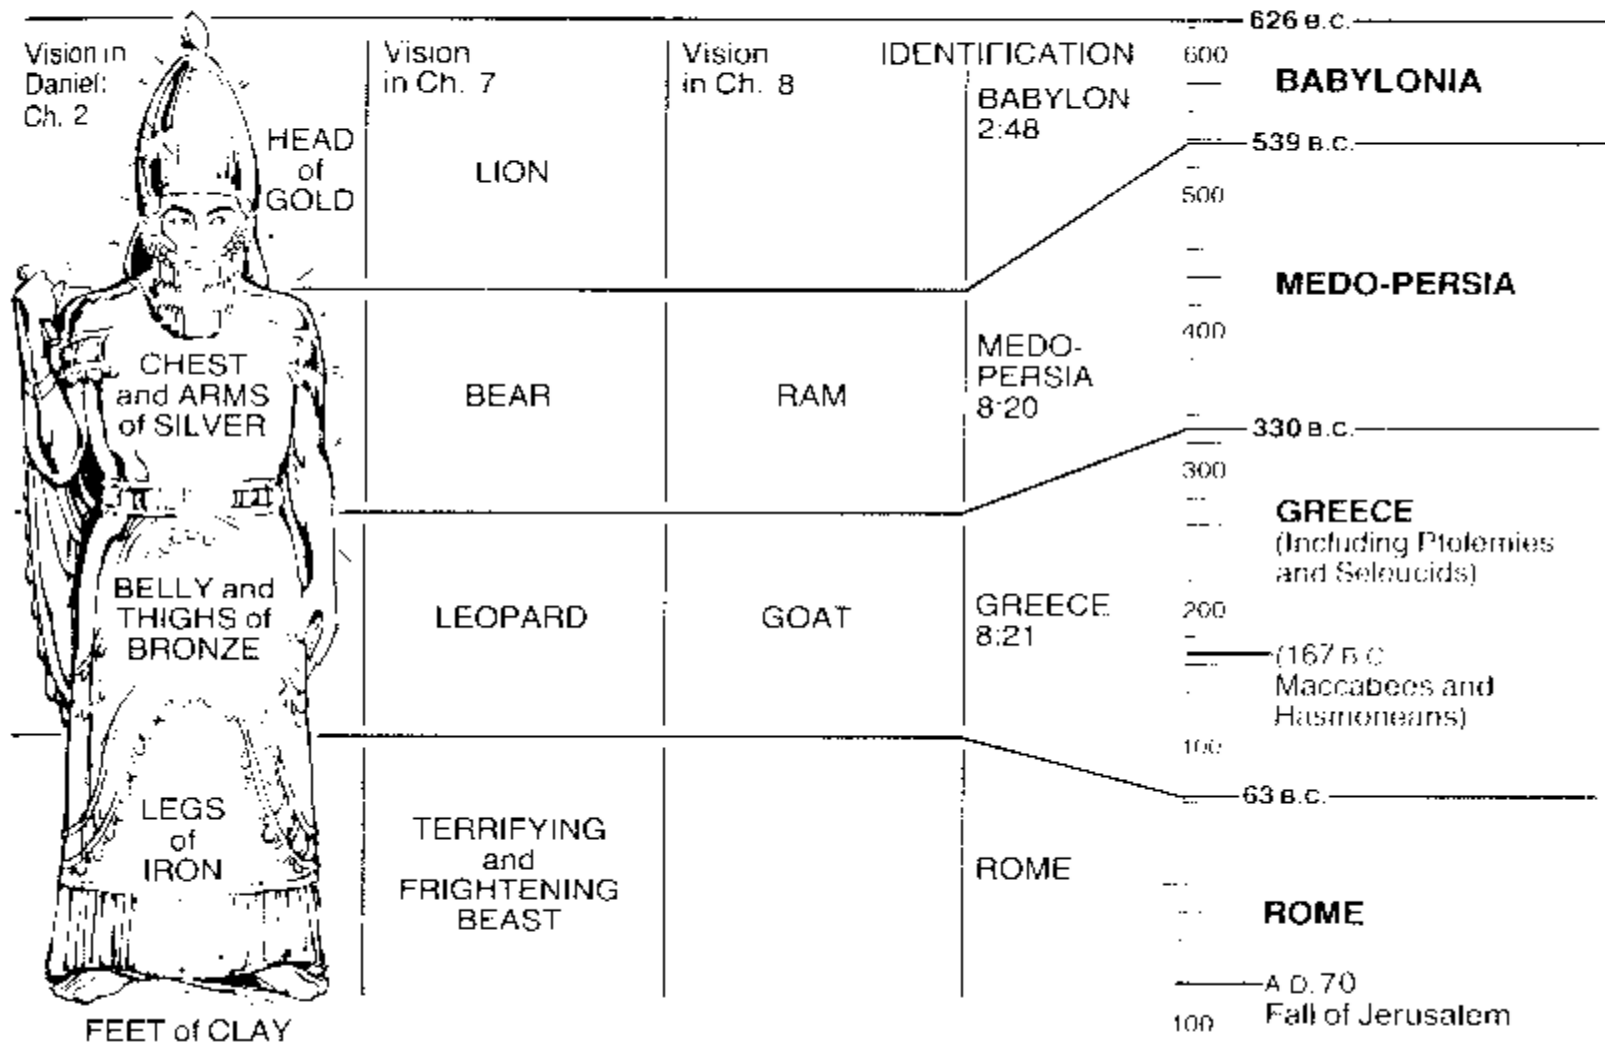 Vision in
Daniel:
Ch. 2
HEAD
of
GOLD
CHEST
and ARMS
of SILVER
BELLY and
THIGHS of
BRONZE
LEGS
of
IRON
FEET of CLAY
Vision
in Ch. 7
LION
BEAR
LEOPARD
TERRIFYING
and
FRIGHTENING
BEAST
Vision
in Ch. 8
RAM
GOAT
IDENTIFICATION
BABYLON
2:48
MEDO-
PERSIA
8:20
GREECE
8:21
ROME
626 B.C.
600
BABYLONIA
539 B.C.
500
MEDO-PERSIA
400
330 B.C.
300
GREECE
(Including Ptolemies
and Seleucids)
200
(167 B.C
Maccabees and
Hasmoneans)
100
63 B.C.
ROME
A.D. 70
Fall of Jerusalem
100